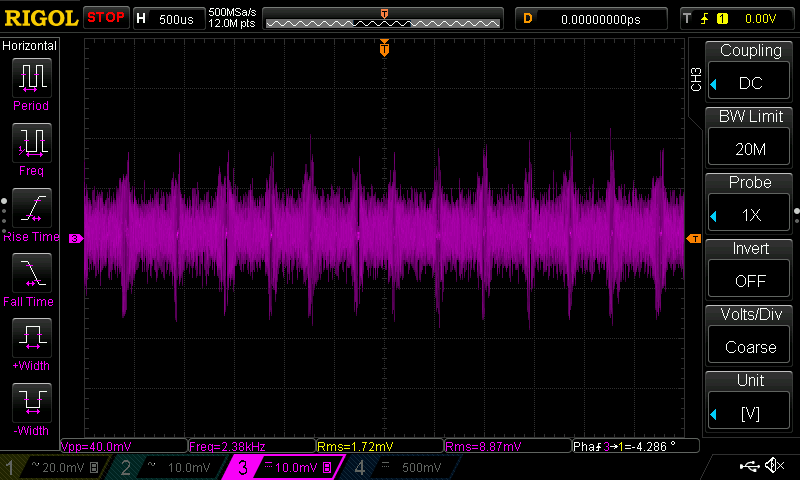 RIGOL STOP H 500us 500MSa/s D 0.00000000ps T 1 0.00V
12.0M pts
T
Horizontal
Period
Freq
Rise Time
Fall Time
+Width
-Width
3
T
CH3
Coupling
DC
BW Limit
20M
Probe
1X
Invert
OFF
Volts/Div
Coarse
Unit
[V]
Vpp=40.0mV Freq=2.38kHz Rms=1.72mV Rms=8.87mV Phaƒ3→1=-4.286 °
1 ~ 20.0mV B 2 ~ 10.0mV 3 = 10.0mV B 4 = 500mV